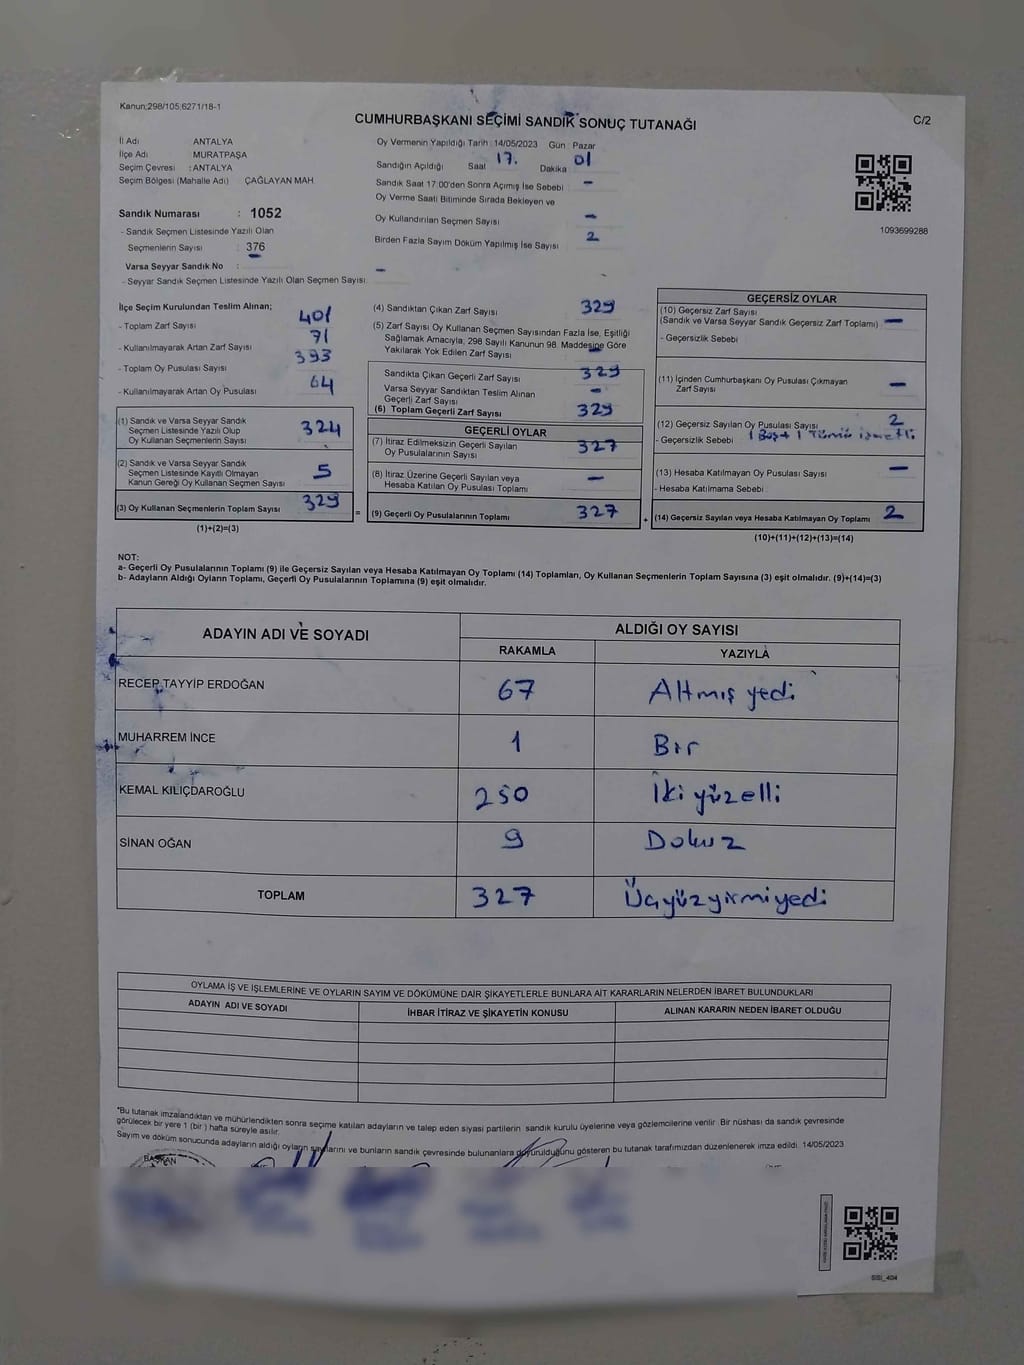 Kanun;298/105;6271/18-1
CUMHURBAŞKANI SEÇİMİ SANDIK SONUÇ TUTANAĞI
C/2
İl Adı ANTALYA
İlçe Adı : MURATPAŞA
Seçim Çevresi : ANTALYA
Seçim Bölgesi (Mahalle Adı) ÇAĞLAYAN MAH
Sandık Numarası : 1052
- Sandık Seçmen Listesinde Yazılı Olan
Seçmenlerin Sayısı : 376
Varsa Seyyar Sandık No :
- Seyyar Sandık Seçmen Listesinde Yazılı Olan Seçmen Sayısı: -
Oy Vermenin Yapıldığı Tarih : 14/05/2023 Gün : Pazar
Sandığın Açıldığı Saat 17. Dakika 01
Sandık Saat 17:00'den Sonra Açımış İse Sebebi -
Oy Verme Saati Bitiminde Sırada Bekleyen ve
Oy Kullandırılan Seçmen Sayısı -
Birden Fazla Sayım Döküm Yapılmış İse Sayısı 2
1093699288
İlçe Seçim Kurulundan Teslim Alınan;
- Toplam Zarf Sayısı 401
- Kullanılmayarak Artan Zarf Sayısı 71
- Toplam Oy Pusulası Sayısı 393
- Kullanılmayarak Artan Oy Pusulası 64
(1) Sandık ve Varsa Seyyar Sandık
Seçmen Listesinde Yazılı Olup
Oy Kullanan Seçmenlerin Sayısı 324
(2) Sandık ve Varsa Seyyar Sandık
Seçmen Listesinde Kayıtlı Olmayan
Kanun Gereği Oy Kullanan Seçmen Sayısı 5
(3) Oy Kullanan Seçmenlerin Toplam Sayısı 329
(1)+(2)=(3)
=
(4) Sandıktan Çıkan Zarf Sayısı 329
(5) Zarf Sayısı Oy Kullanan Seçmen Sayısından Fazla İse, Eşitliği
Sağlamak Amacıyla, 298 Sayılı Kanunun 98. Maddesine Göre
Yakılarak Yok Edilen Zarf Sayısı -
Sandıkta Çıkan Geçerli Zarf Sayısı 329
Varsa Seyyar Sandıktan Teslim Alınan
Geçerli Zarf Sayısı -
(6) Toplam Geçerli Zarf Sayısı 329
GEÇERLİ OYLAR
(7) İtiraz Edilmeksizin Geçerli Sayılan
Oy Pusulalarının Sayısı 327
(8) İtiraz Üzerine Geçerli Sayılan veya
Hesaba Katılan Oy Pusulası Toplamı -
(9) Geçerli Oy Pusulalarının Toplamı 327
+
GEÇERSİZ OYLAR
(10) Geçersiz Zarf Sayısı
(Sandık ve Varsa Seyyar Sandık Geçersiz Zarf Toplamı) -
- Geçersizlik Sebebi :
(11) İçinden Cumhurbaşkanı Oy Pusulası Çıkmayan
Zarf Sayısı -
(12) Geçersiz Sayılan Oy Pusulası Sayısı 2
- Geçersizlik Sebebi : 1 Boş + 1
(13) Hesaba Katılmayan Oy Pusulası Sayısı -
- Hesaba Katılmama Sebebi :
(14) Geçersiz Sayılan veya Hesaba Katılmayan Oy Toplamı 2
(10)+(11)+(12)+(13)=(14)
NOT:
a- Geçerli Oy Pusulalarının Toplamı (9) ile Geçersiz Sayılan veya Hesaba Katılmayan Oy Toplamı (14) Toplamları, Oy Kullanan Seçmenlerin Toplam Sayısına (3) eşit olmalıdır. (9)+(14)=(3)
b- Adayların Aldığı Oyların Toplamı, Geçerli Oy Pusulalarının Toplamına (9) eşit olmalıdır.
ADAYIN ADI VE SOYADI
ALDIĞI OY SAYISI
RAKAMLA YAZIYLA
RECEP TAYYİP ERDOĞAN 67 Altmış yedi
MUHARREM İNCE 1 Bir
KEMAL KILIÇDAROĞLU 250 İki yüzelli
SİNAN OĞAN 9 Dokuz
TOPLAM 327 Üçyüzyirmiyedi
OYLAMA İŞ VE İŞLEMLERİNE VE OYLARIN SAYIM VE DÖKÜMÜNE DAİR ŞİKAYETLERLE BUNLARA AİT KARARLARIN NELERDEN İBARET BULUNDUKLARI
ADAYIN ADI VE SOYADI İHBAR İTİRAZ VE ŞİKAYETİN KONUSU ALINAN KARARIN NEDEN İBARET OLDUĞU
*Bu tutanak imzalandıktan ve mühürlendikten sonra seçime katılan adayların ve talep eden siyasi partilerin sandık kurulu üyelerine veya gözlemcilerine verilir. Bir nüshası da sandık çevresinde
görülecek bir yere 1 (bir ) hafta süreyle asılır.
Sayım ve döküm sonucunda adayların aldığı oyların sayılarını ve bunların sandık çevresinde bulunanlara duyurulduğunu gösteren bu tutanak tarafımızdan düzenlenerek imza edildi. 14/05/2023
BAŞKAN
SSI_404